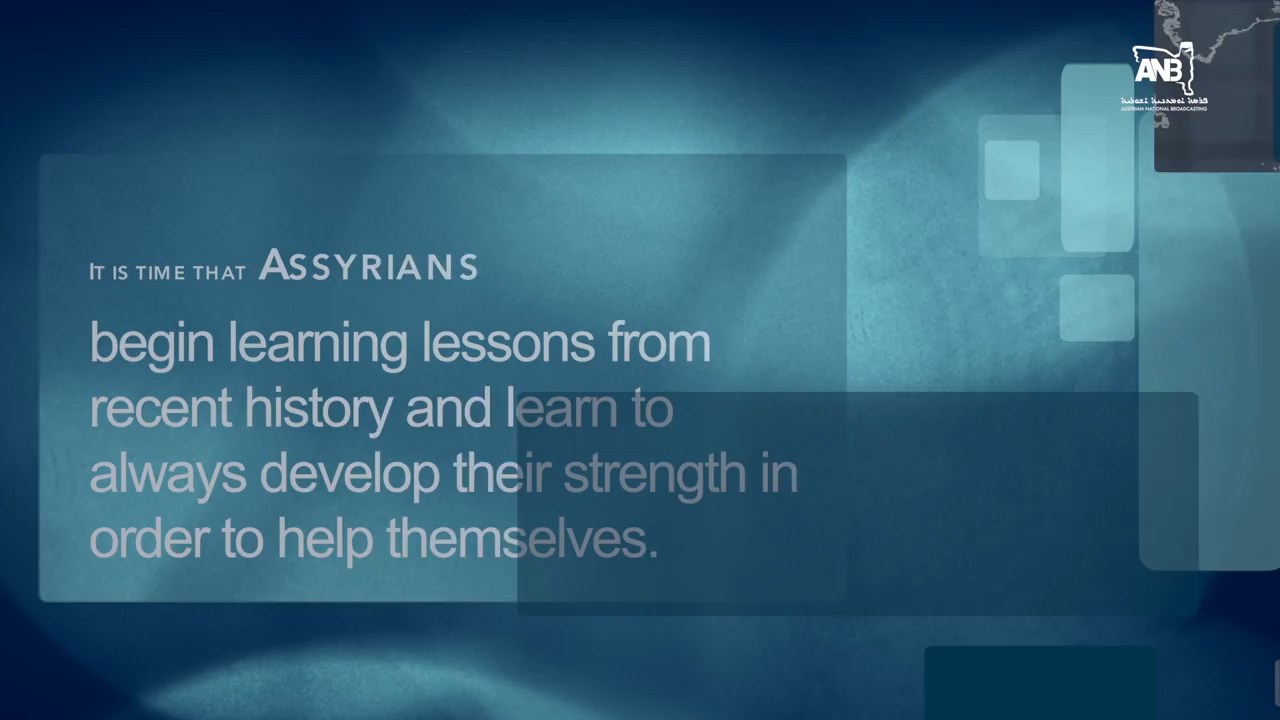 ANB
ASSYRIAN NATIONAL BROADCASTING
IT IS TIME THAT ASSYRIANS
begin learning lessons from
recent history and learn to
always develop their strength in
order to help themselves.